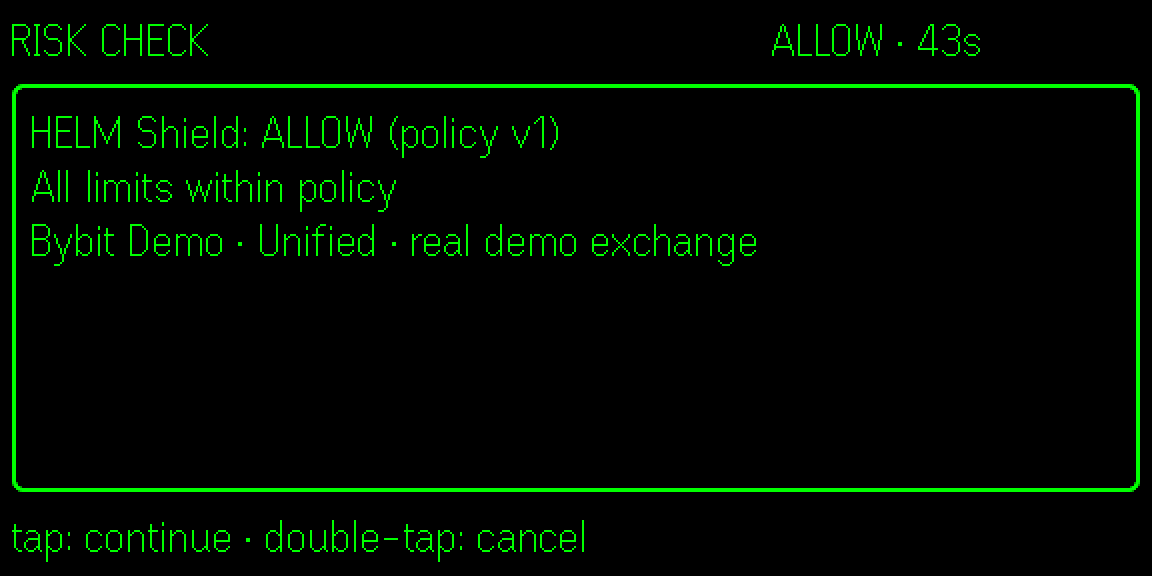 RISK CHECK ALLOW · 43s
HELM Shield: ALLOW (policy v1)
All limits within policy
Bybit Demo · Unified · real demo exchange
tap: continue · double-tap: cancel